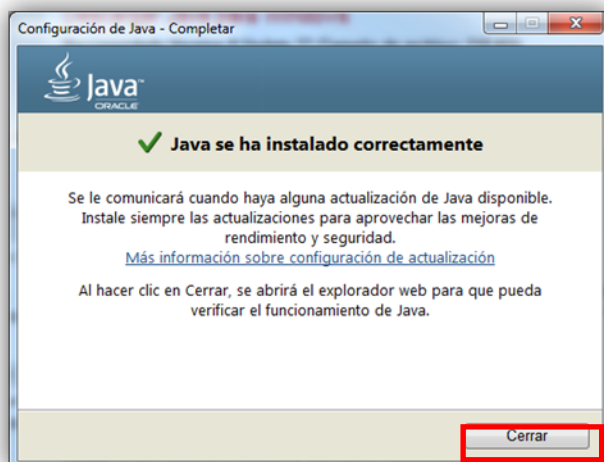 Configuración de Java - Completar
Java
ORACLE
Java se ha instalado correctamente
Se le comunicará cuando haya alguna actualización de Java disponible.
Instale siempre las actualizaciones para aprovechar las mejoras de
rendimiento y seguridad.
Más información sobre configuración de actualización
Al hacer clic en Cerrar, se abrirá el explorador web para que pueda
verificar el funcionamiento de Java.
Cerrar